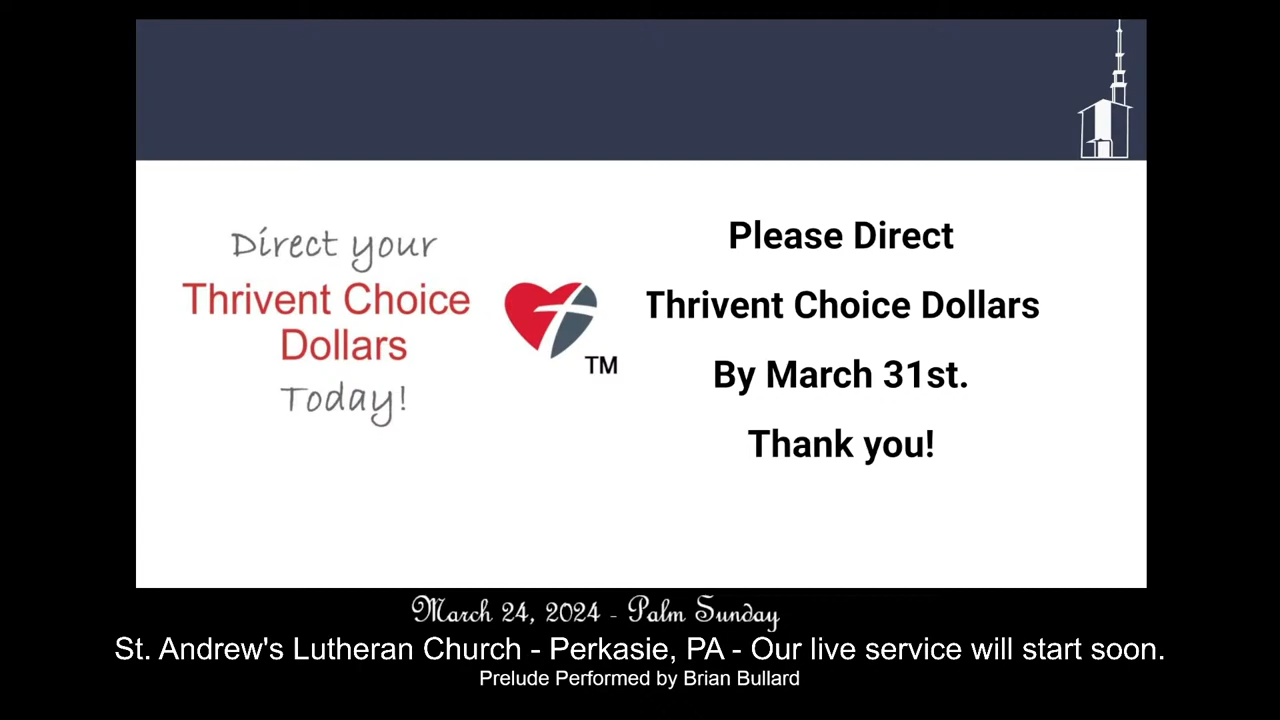 Direct your
Thrivent Choice
Dollars
Today!
TM
Please Direct
Thrivent Choice Dollars
By March 31st.
Thank you!
March 24, 2024 - Palm Sunday
St. Andrew's Lutheran Church - Perkasie, PA - Our live service will start soon.
Prelude Performed by Brian Bullard